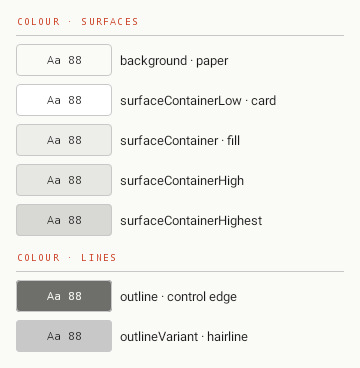 COLOUR · SURFACES
Aa 88 background · paper
Aa 88 surfaceContainerLow · card
Aa 88 surfaceContainer · fill
Aa 88 surfaceContainerHigh
Aa 88 surfaceContainerHighest
COLOUR · LINES
Aa 88 outline · control edge
Aa 88 outlineVariant · hairline